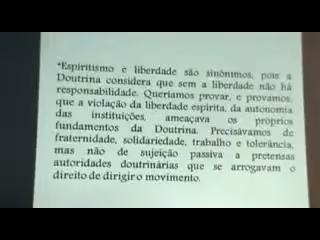 "Espiritismo e liberdade são sinônimos, pois a
Doutrina considera que sem a liberdade não há
responsabilidade. Queríamos provar, e provamos,
que a violação da liberdade espírita, da autonomia
das instituições, ameaçava os próprios
fundamentos da Doutrina. Precisávamos de
fraternidade, solidariedade, trabalho e tolerância,
mas não de sujeição passiva a pretensas
autoridades doutrinárias que se arrogavam o
direito de dirigir o movimento.